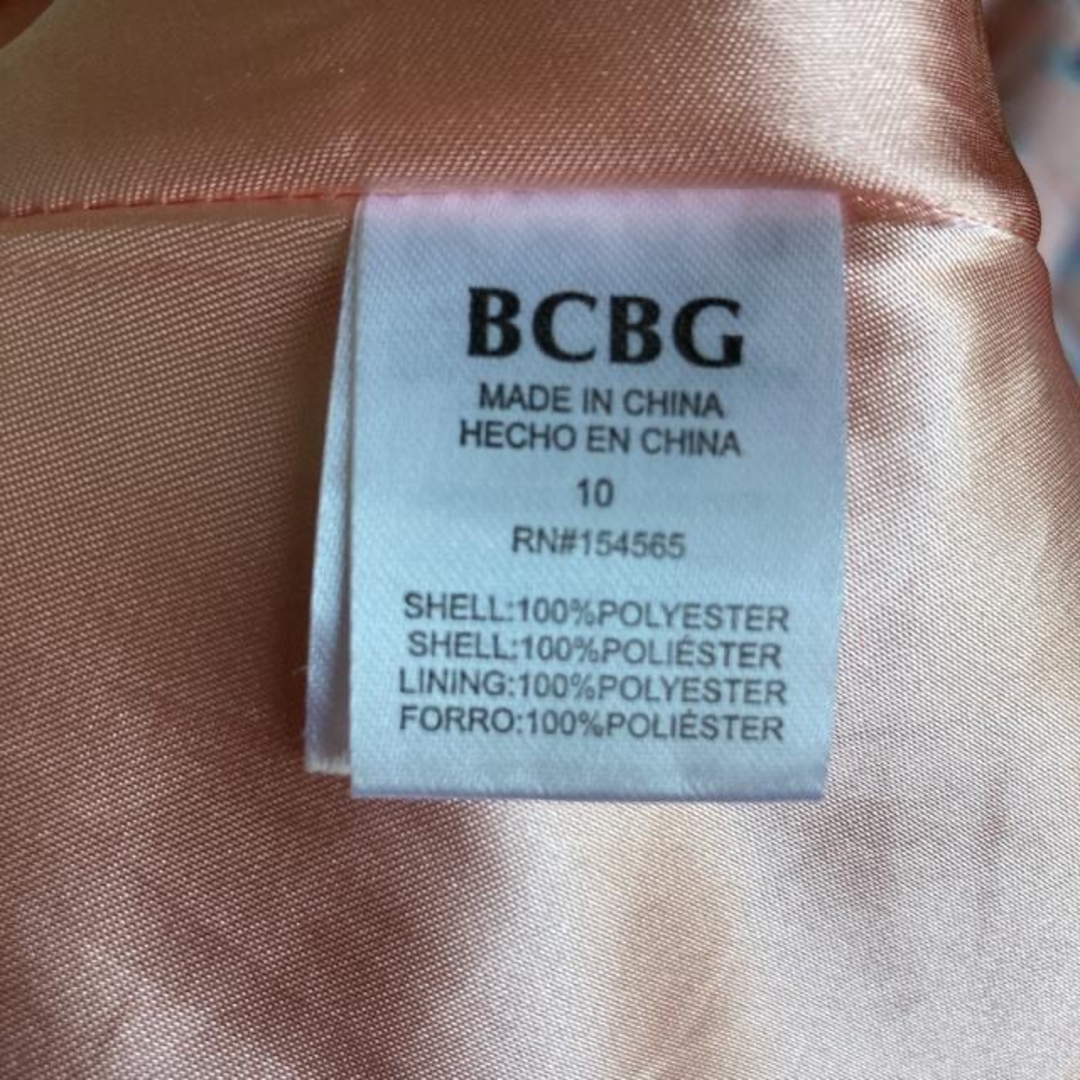 BCBG
MADE IN CHINA
HECHO EN CHINA
10
RN#154565
SHELL:100%POLYESTER
SHELL:100%POLIÉSTER
LINING:100%POLYESTER
FORRO:100%POLIÉSTER